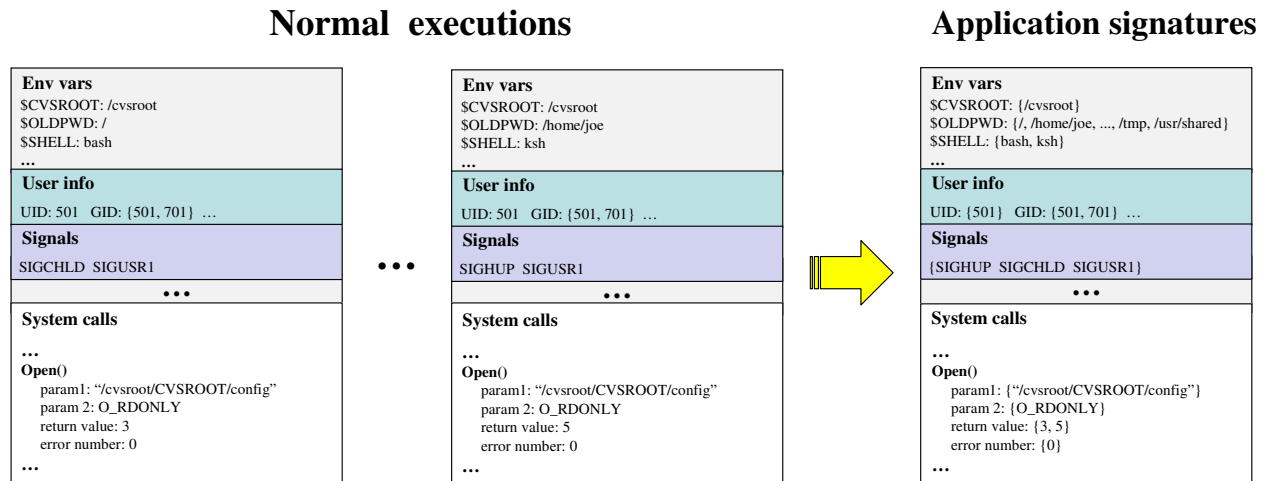 Normal executions
Application signatures
Env vars
$CVSROOT: /cvsroot
$OLDPWD: /
$SHELL: bash
...
User info
UID: 501 GID: {501, 701} …
Signals
SIGCHLD SIGUSR1
...
System calls
...
Open()
param1: “/cvsroot/CVSROOT/config”
param 2: O_RDONLY
return value: 3
error number: 0
...
...
Env vars
$CVSROOT: /cvsroot
$OLDPWD: /home/joe
$SHELL: ksh
...
User info
UID: 501 GID: {501, 701} …
Signals
SIGHUP SIGUSR1
...
System calls
...
Open()
param1: “/cvsroot/CVSROOT/config”
param 2: O_RDONLY
return value: 5
error number: 0
...
Env vars
$CVSROOT: {/cvsroot}
$OLDPWD: {/, /home/joe, ..., /tmp, /usr/shared}
$SHELL: {bash, ksh}
...
User info
UID: {501} GID: {501, 701} …
Signals
{SIGHUP SIGCHLD SIGUSR1}
...
System calls
...
Open()
param1: {“/cvsroot/CVSROOT/config”}
param 2: {O_RDONLY}
return value: {3, 5}
error number: {0}
...